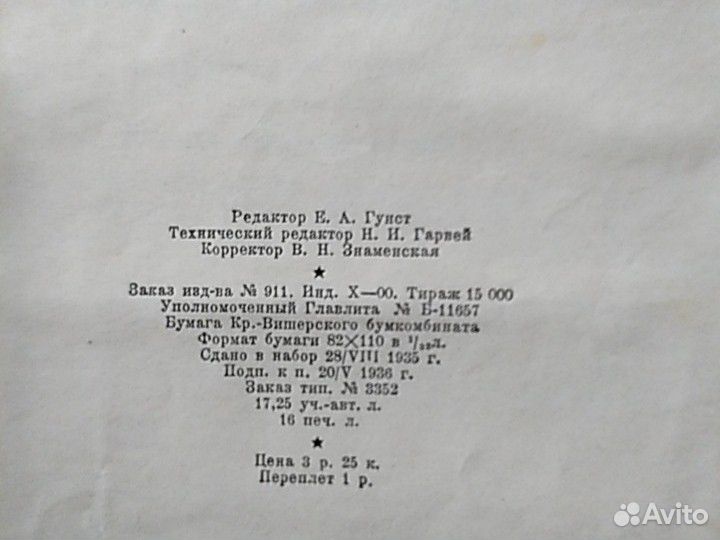 Редактор Е. А. Гунст
Технический редактор Н. И. Гарвей
Корректор В. Н. Знаменская
★
Заказ изд-ва № 911. Инд. X—00. Тираж 15 000
Уполномоченный Главлита № Б-11657
Бумага Кр.-Вишерского бумкомбината
Формат бумаги 82×110 в 1/32л.
Сдано в набор 28/VIII 1935 г.
Подп. к п. 20/V 1936 г.
Заказ тип. № 3352
17,25 уч.-авт. л.
16 печ. л.
★
Цена 3 р. 25 к.
Переплет 1 р.
Avito